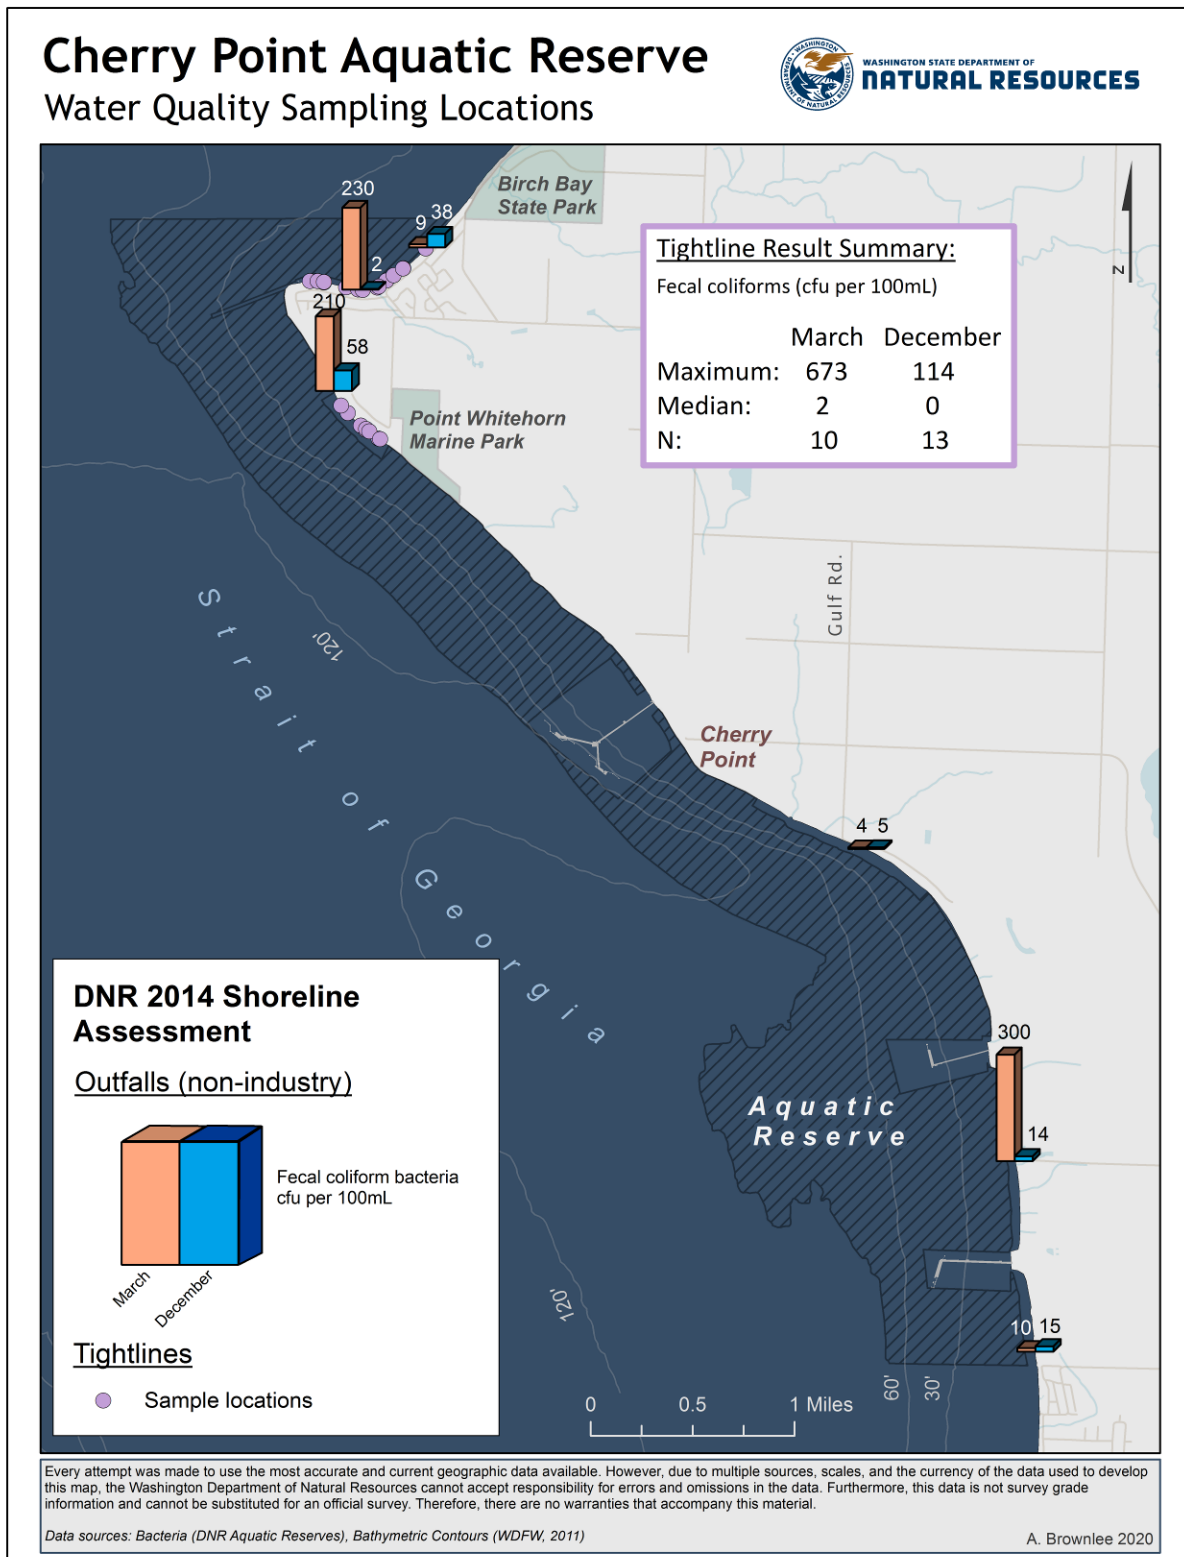 Cherry Point Aquatic Reserve
Water Quality Sampling Locations
WASHINGTON STATE DEPARTMENT OF
NATURAL RESOURCES
WASHINGTON
DEPARTMENT OF NATURAL RESOURCES
Birch Bay
State Park
230
2
9
38
210
58
Point Whitehorn
Marine Park
Tightline Result Summary:
Fecal coliforms (cfu per 100mL)
March December
Maximum: 673 114
Median: 2 0
N: 10 13
N
Gulf Rd.
120'
Strait of Georgia
Cherry
Point
4 5
300
14
Aquatic
Reserve
10 15
120'
60'
30'
0 0.5 1 Miles
DNR 2014 Shoreline
Assessment
Outfalls (non-industry)
Fecal coliform bacteria
cfu per 100mL
March
December
Tightlines
Sample locations
Every attempt was made to use the most accurate and current geographic data available. However, due to multiple sources, scales, and the currency of the data used to develop
this map, the Washington Department of Natural Resources cannot accept responsibility for errors and omissions in the data. Furthermore, this data is not survey grade
information and cannot be substituted for an official survey. Therefore, there are no warranties that accompany this material.
Data sources: Bacteria (DNR Aquatic Reserves), Bathymetric Contours (WDFW, 2011)
A. Brownlee 2020